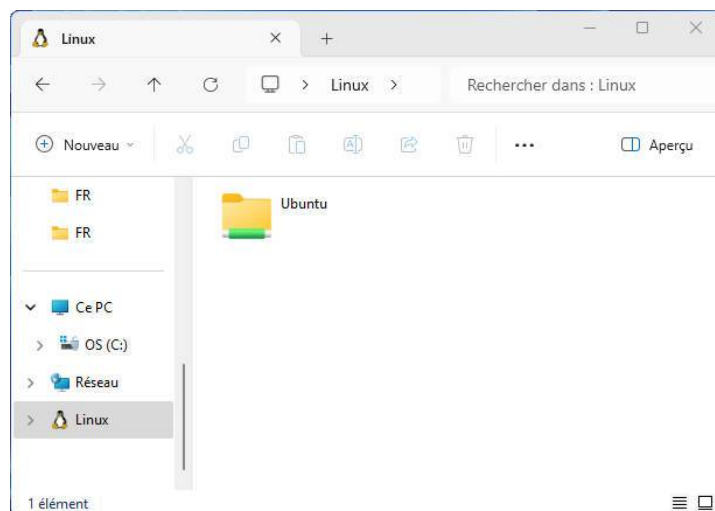 Linux
Linux
Rechercher dans : Linux
Nouveau
Aperçu
FR
FR
Ubuntu
Ce PC
OS (C:)
Réseau
Linux
1 élément